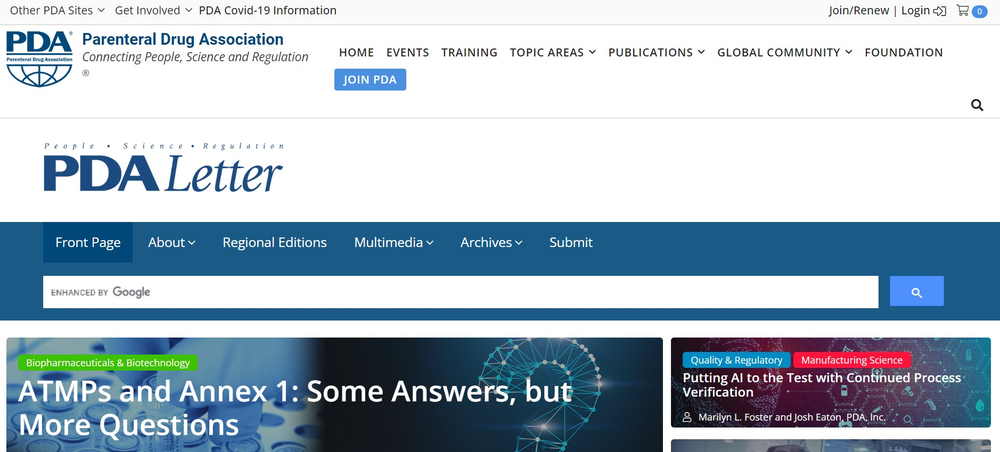 Other PDA Sites Get Involved PDA Covid-19 Information Join/Renew | Login 0
PDA®
Parenteral Drug Association
Parenteral Drug Association
Connecting People, Science and Regulation
®
HOME EVENTS TRAINING TOPIC AREAS PUBLICATIONS GLOBAL COMMUNITY FOUNDATION
JOIN PDA
People • Science • Regulation
PDA Letter
Front Page About Regional Editions Multimedia Archives Submit
ENHANCED BY Google
Biopharmaceuticals & Biotechnology
ATMPs and Annex 1: Some Answers, but
More Questions
Quality & Regulatory Manufacturing Science
Putting AI to the Test with Continued Process
Verification
Marilyn L. Foster and Josh Eaton, PDA, Inc.